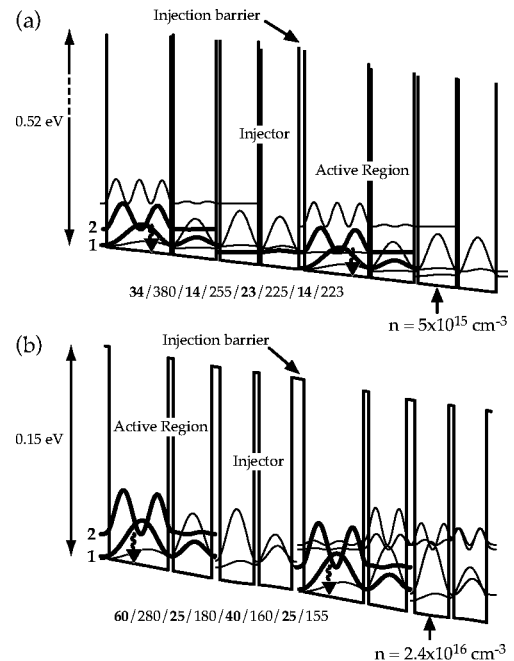 (a)
Injection barrier
0.52 eV
Injector
Active Region
2
1
34/380/14/255/23/225/14/223
n = 5x10^15 cm^-3
(b)
Injection barrier
0.15 eV
Active Region
Injector
2
1
60/280/25/180/40/160/25/155
n = 2.4x10^16 cm^-3